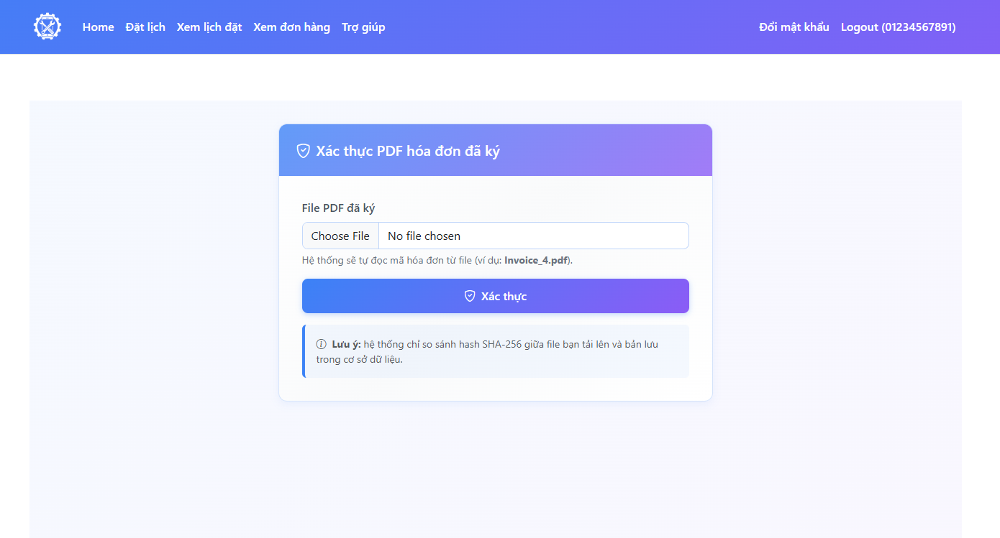 Home Đặt lịch Xem lịch đặt Xem đơn hàng Trợ giúp Đổi mật khẩu Logout (01234567891)
Xác thực PDF hóa đơn đã ký
File PDF đã ký
Choose File No file chosen
Hệ thống sẽ tự đọc mã hóa đơn từ file (ví dụ: Invoice_4.pdf).
Xác thực
Lưu ý: hệ thống chỉ so sánh hash SHA-256 giữa file bạn tải lên và bản lưu
trong cơ sở dữ liệu.